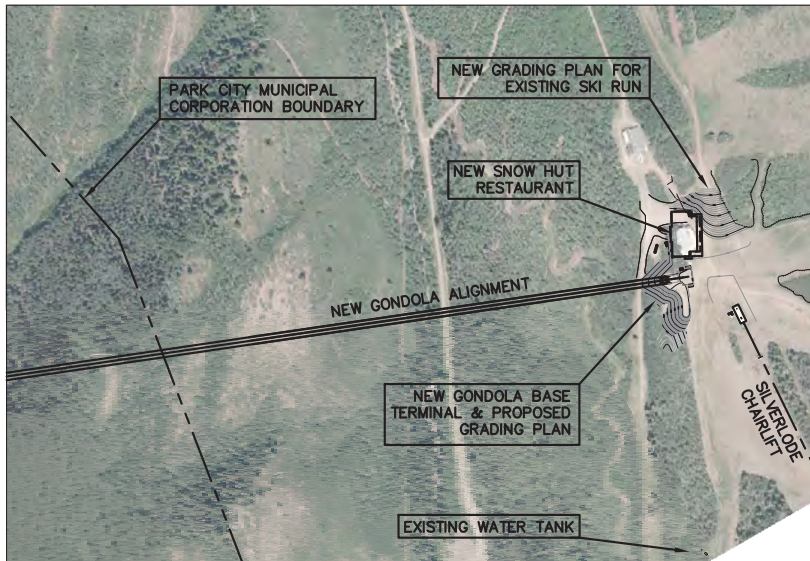 PARK CITY MUNICIPAL
CORPORATION BOUNDARY
NEW GRADING PLAN FOR
EXISTING SKI RUN
NEW SNOW HUT
RESTAURANT
NEW GONDOLA ALIGNMENT
NEW GONDOLA BASE
TERMINAL & PROPOSED
GRADING PLAN
SILVERLODE
CHAIRLIFT
EXISTING WATER TANK